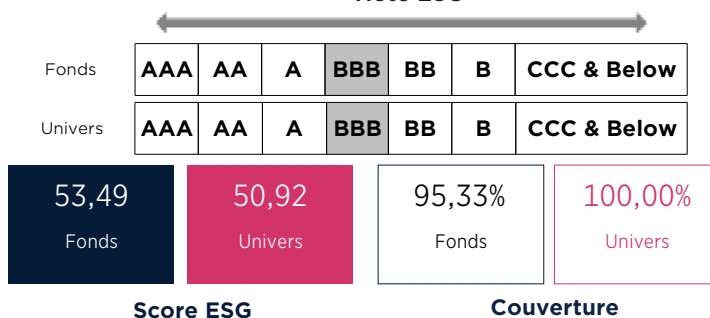 Fonds AAA AA A BBB BB B CCC & Below
Univers AAA AA A BBB BB B CCC & Below
53,49 50,92 95,33% 100,00%
Fonds Univers Fonds Univers
Score ESG Couverture